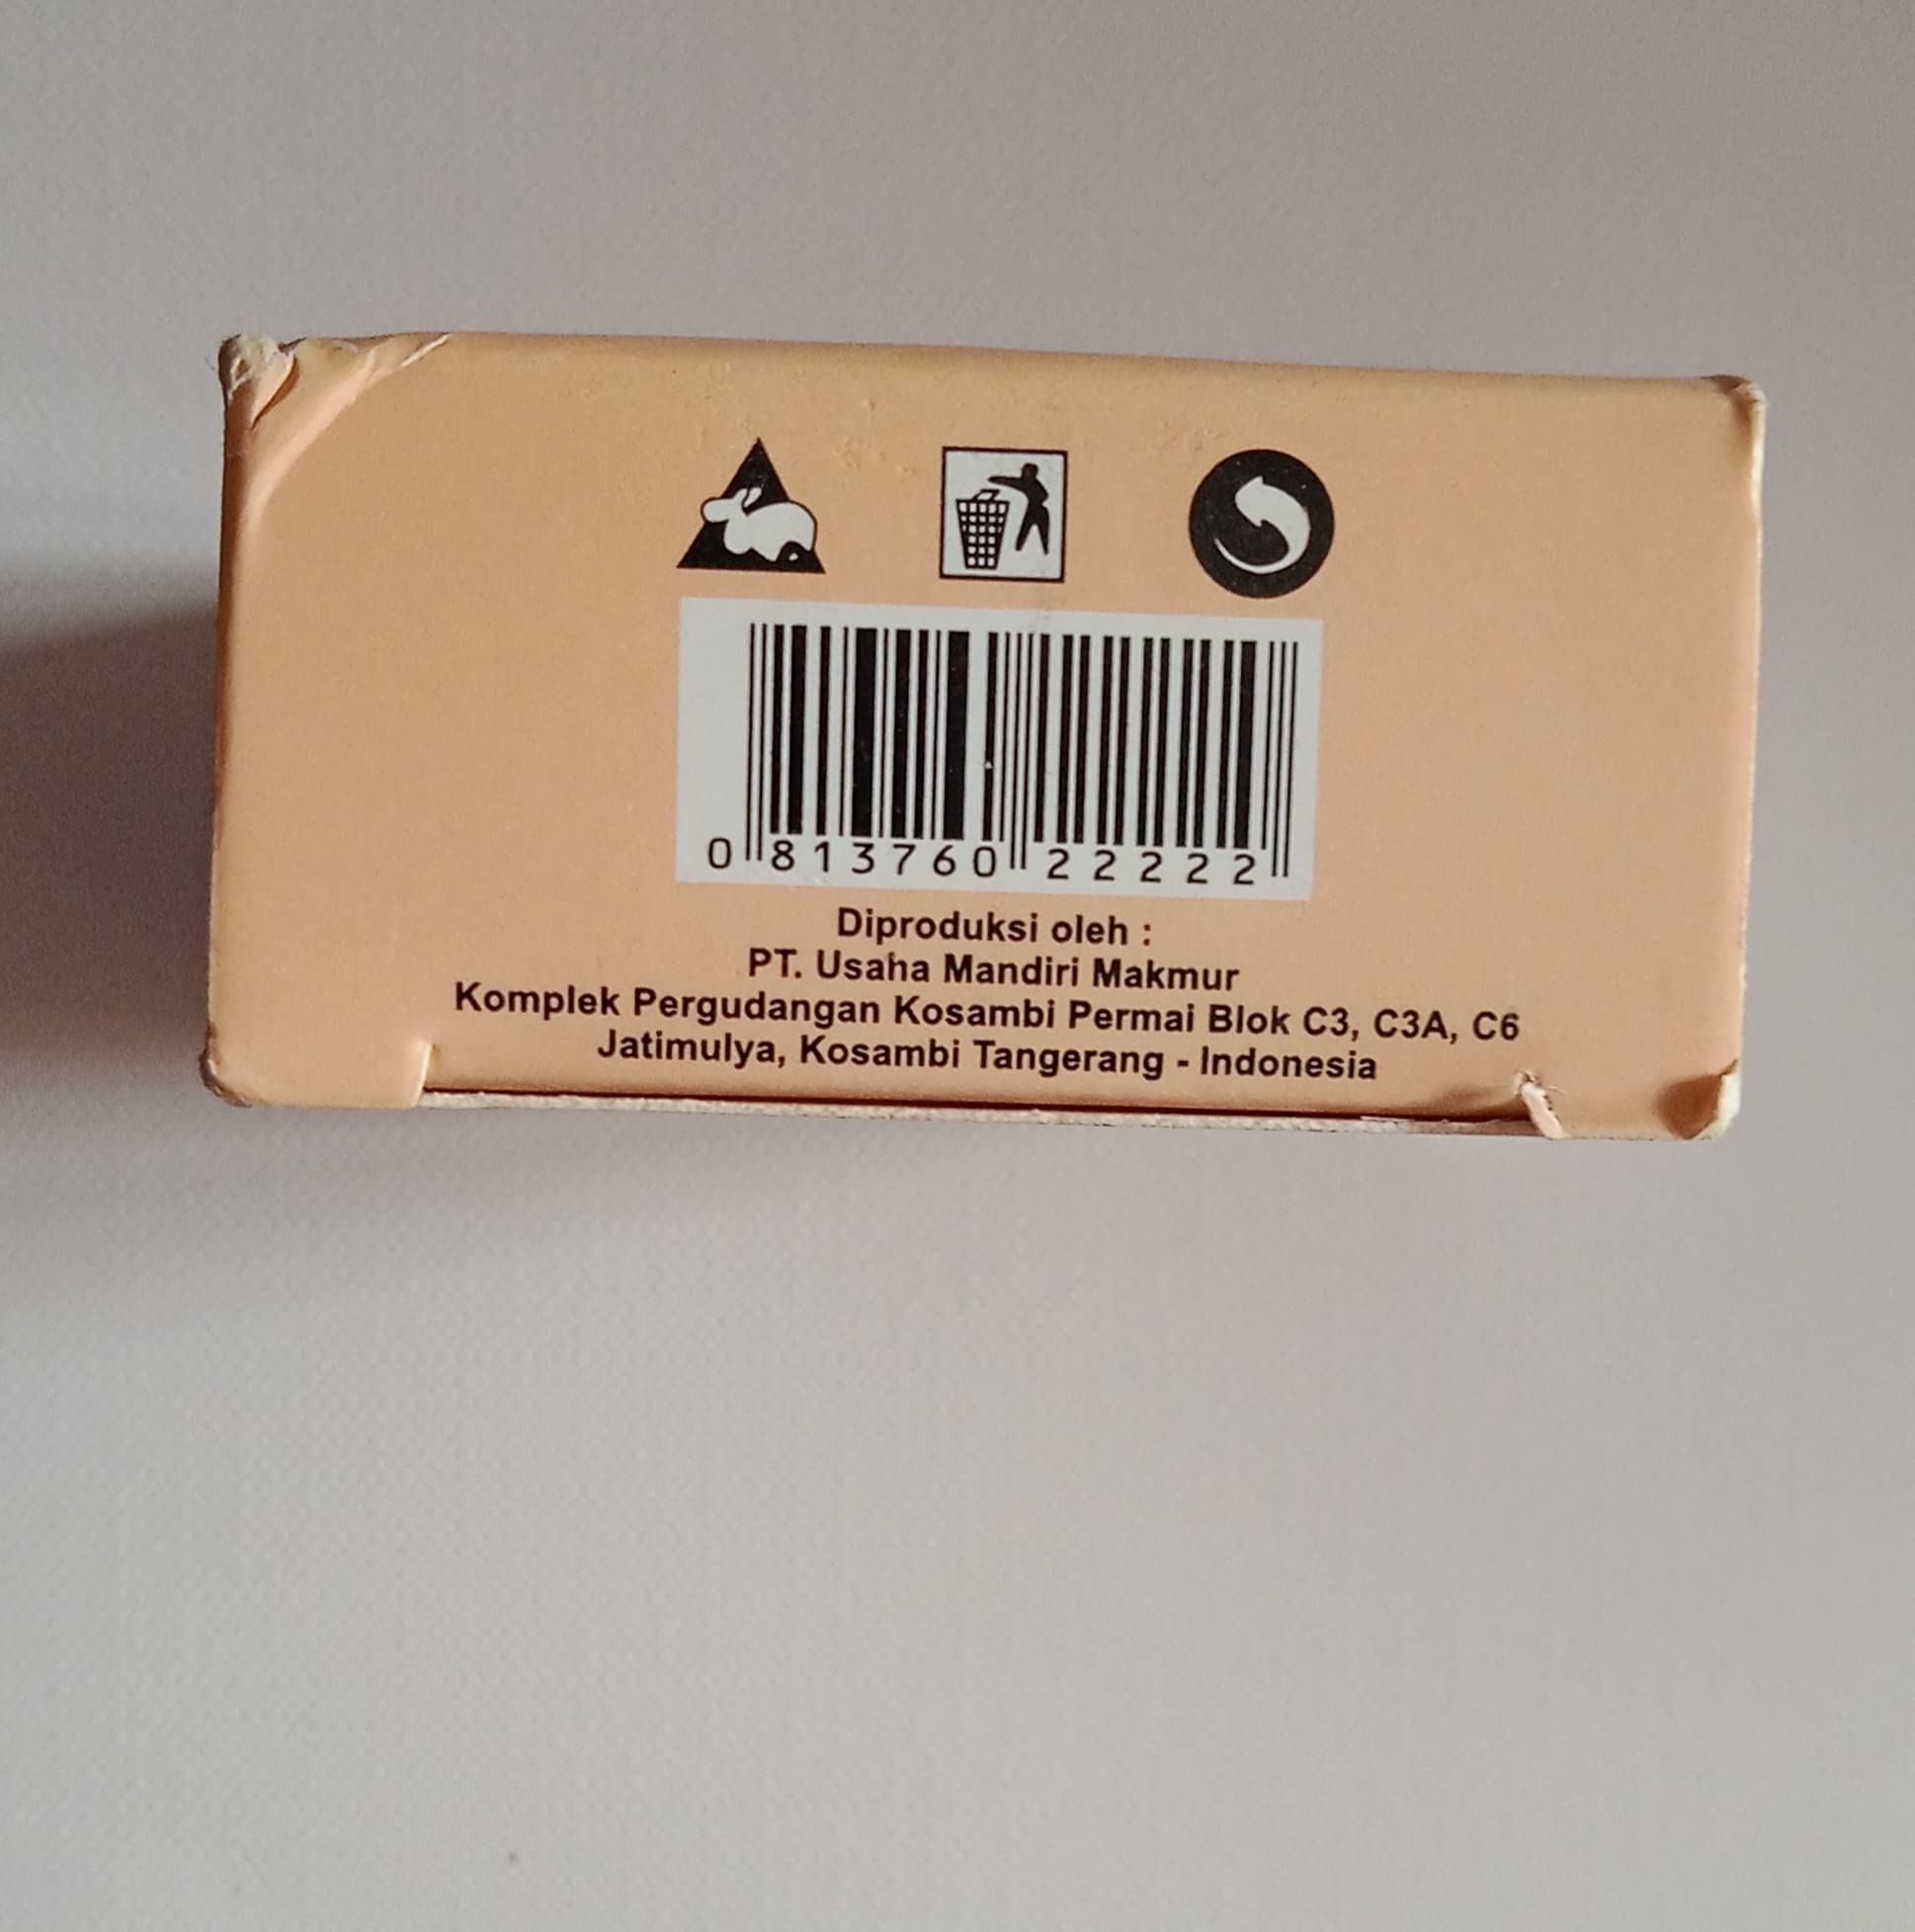 0 813760 22222
Diproduksi oleh :
PT. Usaha Mandiri Makmur
Komplek Pergudangan Kosambi Permai Blok C3, C3A, C6
Jatimulya, Kosambi Tangerang - Indonesia